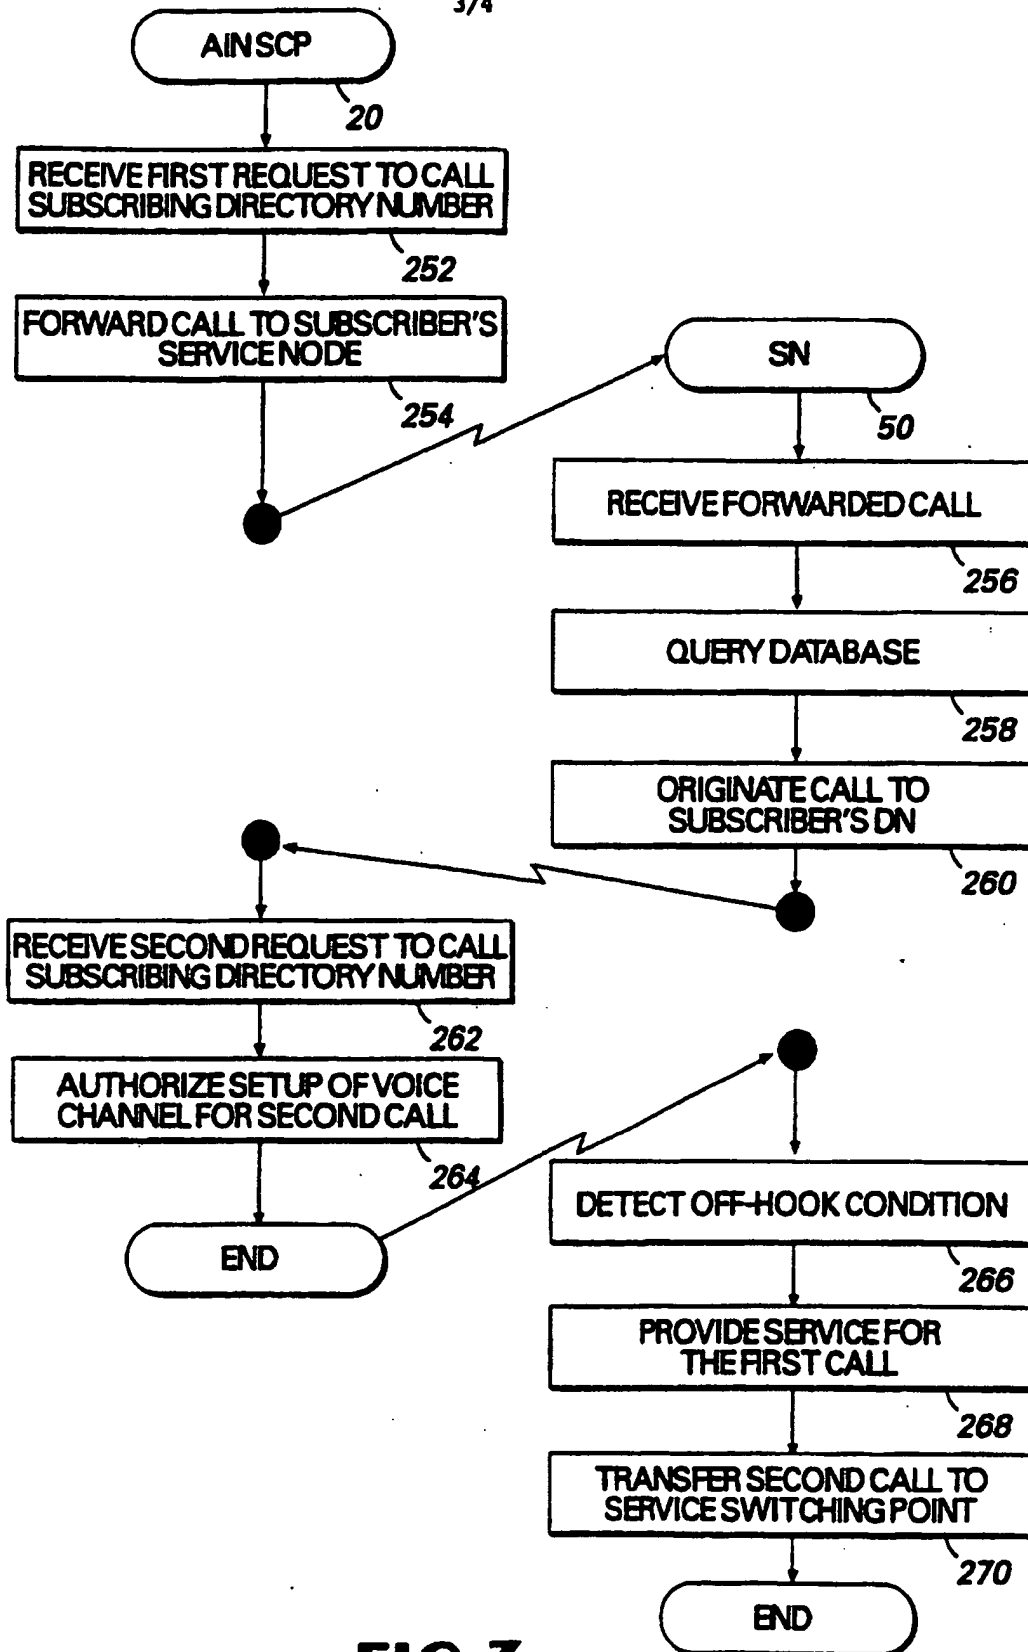 3/4
AIN SCP
20
RECEIVE FIRST REQUEST TO CALL
SUBSCRIBING DIRECTORY NUMBER
252
FORWARD CALL TO SUBSCRIBER'S
SERVICE NODE
254
SN
50
RECEIVE FORWARDED CALL
256
QUERY DATABASE
258
ORIGINATE CALL TO
SUBSCRIBER'S DN
260
RECEIVE SECOND REQUEST TO CALL
SUBSCRIBING DIRECTORY NUMBER
262
AUTHORIZE SETUP OF VOICE
CHANNEL FOR SECOND CALL
264
END
DETECT OFF-HOOK CONDITION
266
PROVIDE SERVICE FOR
THE FIRST CALL
268
TRANSFER SECOND CALL TO
SERVICE SWITCHING POINT
270
END
FIG 3